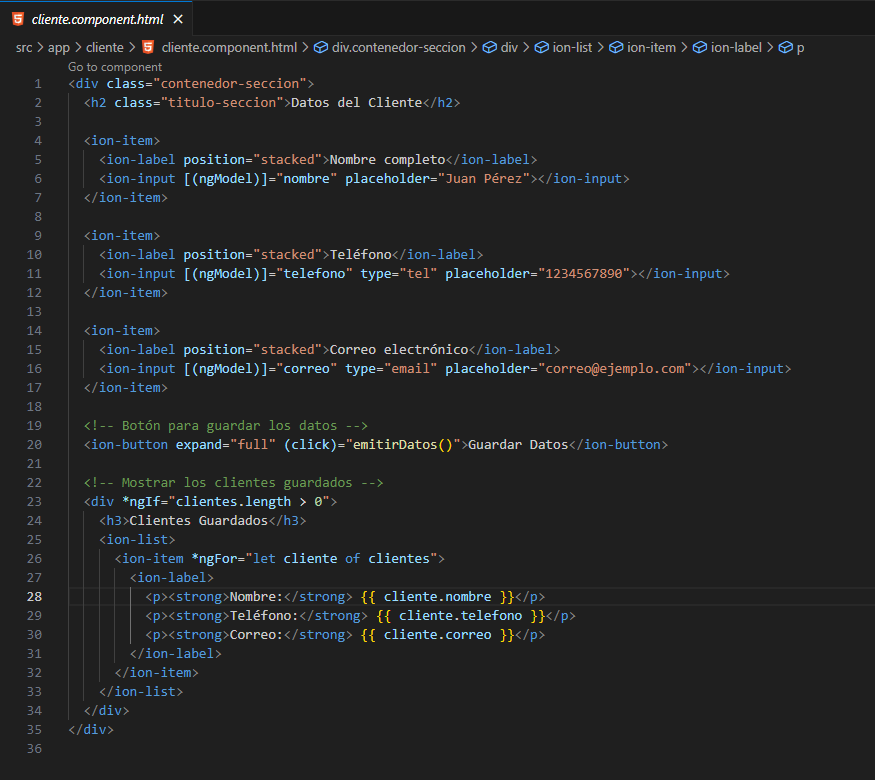 cliente.component.html
src > app > cliente > cliente.component.html > div.contenedor-seccion > div > ion-list > ion-item > ion-label > p
Go to component
1 <div class="contenedor-seccion">
2 <h2 class="titulo-seccion">Datos del Cliente</h2>
3
4 <ion-item>
5 <ion-label position="stacked">Nombre completo</ion-label>
6 <ion-input [(ngModel)]="nombre" placeholder="Juan Pérez"></ion-input>
7 </ion-item>
8
9 <ion-item>
10 <ion-label position="stacked">Teléfono</ion-label>
11 <ion-input [(ngModel)]="telefono" type="tel" placeholder="1234567890"></ion-input>
12 </ion-item>
13
14 <ion-item>
15 <ion-label position="stacked">Correo electrónico</ion-label>
16 <ion-input [(ngModel)]="correo" type="email" placeholder="correo@ejemplo.com"></ion-input>
17 </ion-item>
18
19 <!-- Botón para guardar los datos -->
20 <ion-button expand="full" (click)="emitirDatos()">Guardar Datos</ion-button>
21
22 <!-- Mostrar los clientes guardados -->
23 <div *ngIf="clientes.length > 0">
24 <h3>Clientes Guardados</h3>
25 <ion-list>
26 <ion-item *ngFor="let cliente of clientes">
27 <ion-label>
28 <p><strong>Nombre:</strong> {{ cliente.nombre }}</p>
29 <p><strong>Teléfono:</strong> {{ cliente.telefono }}</p>
30 <p><strong>Correo:</strong> {{ cliente.correo }}</p>
31 </ion-label>
32 </ion-item>
33 </ion-list>
34 </div>
35 </div>
36